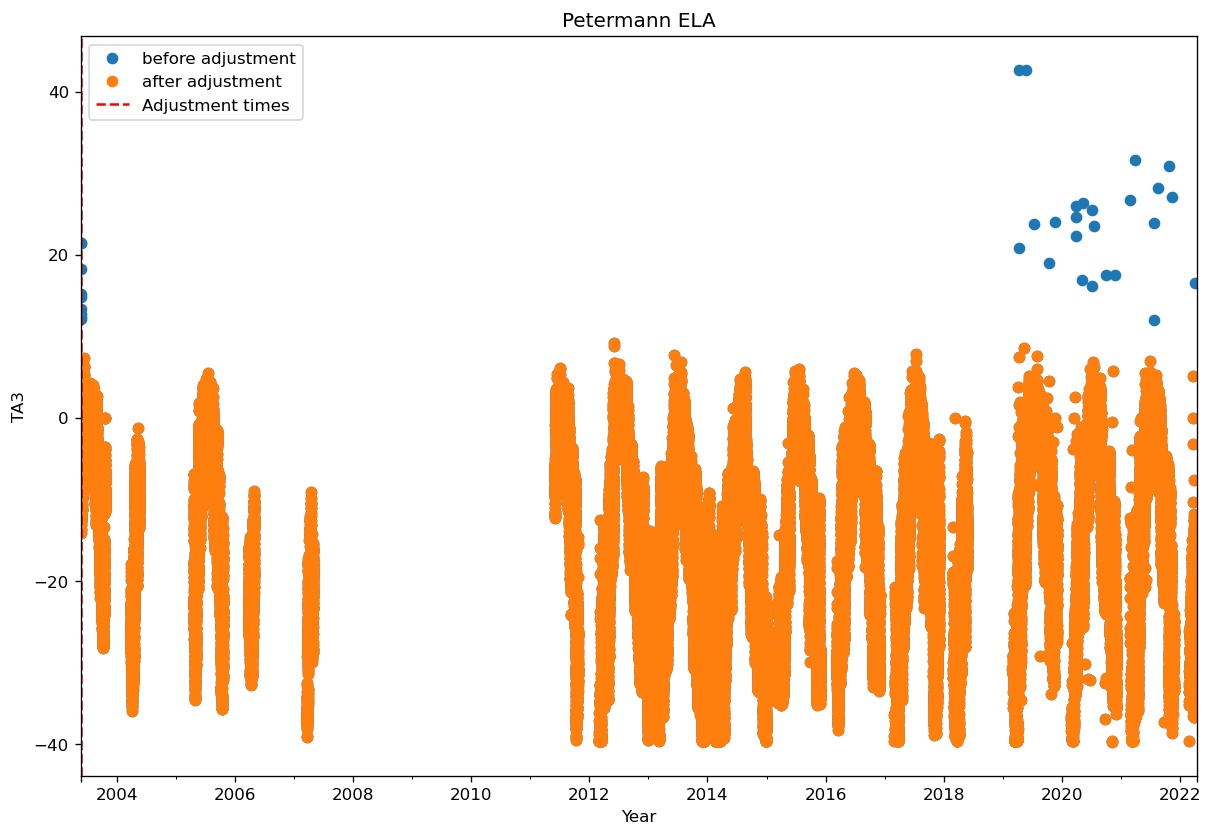 Petermann ELA
before adjustment
after adjustment
Adjustment times
TA3
40
20
0
−20
−40
2004 2006 2008 2010 2012 2014 2016 2018 2020 2022
Year